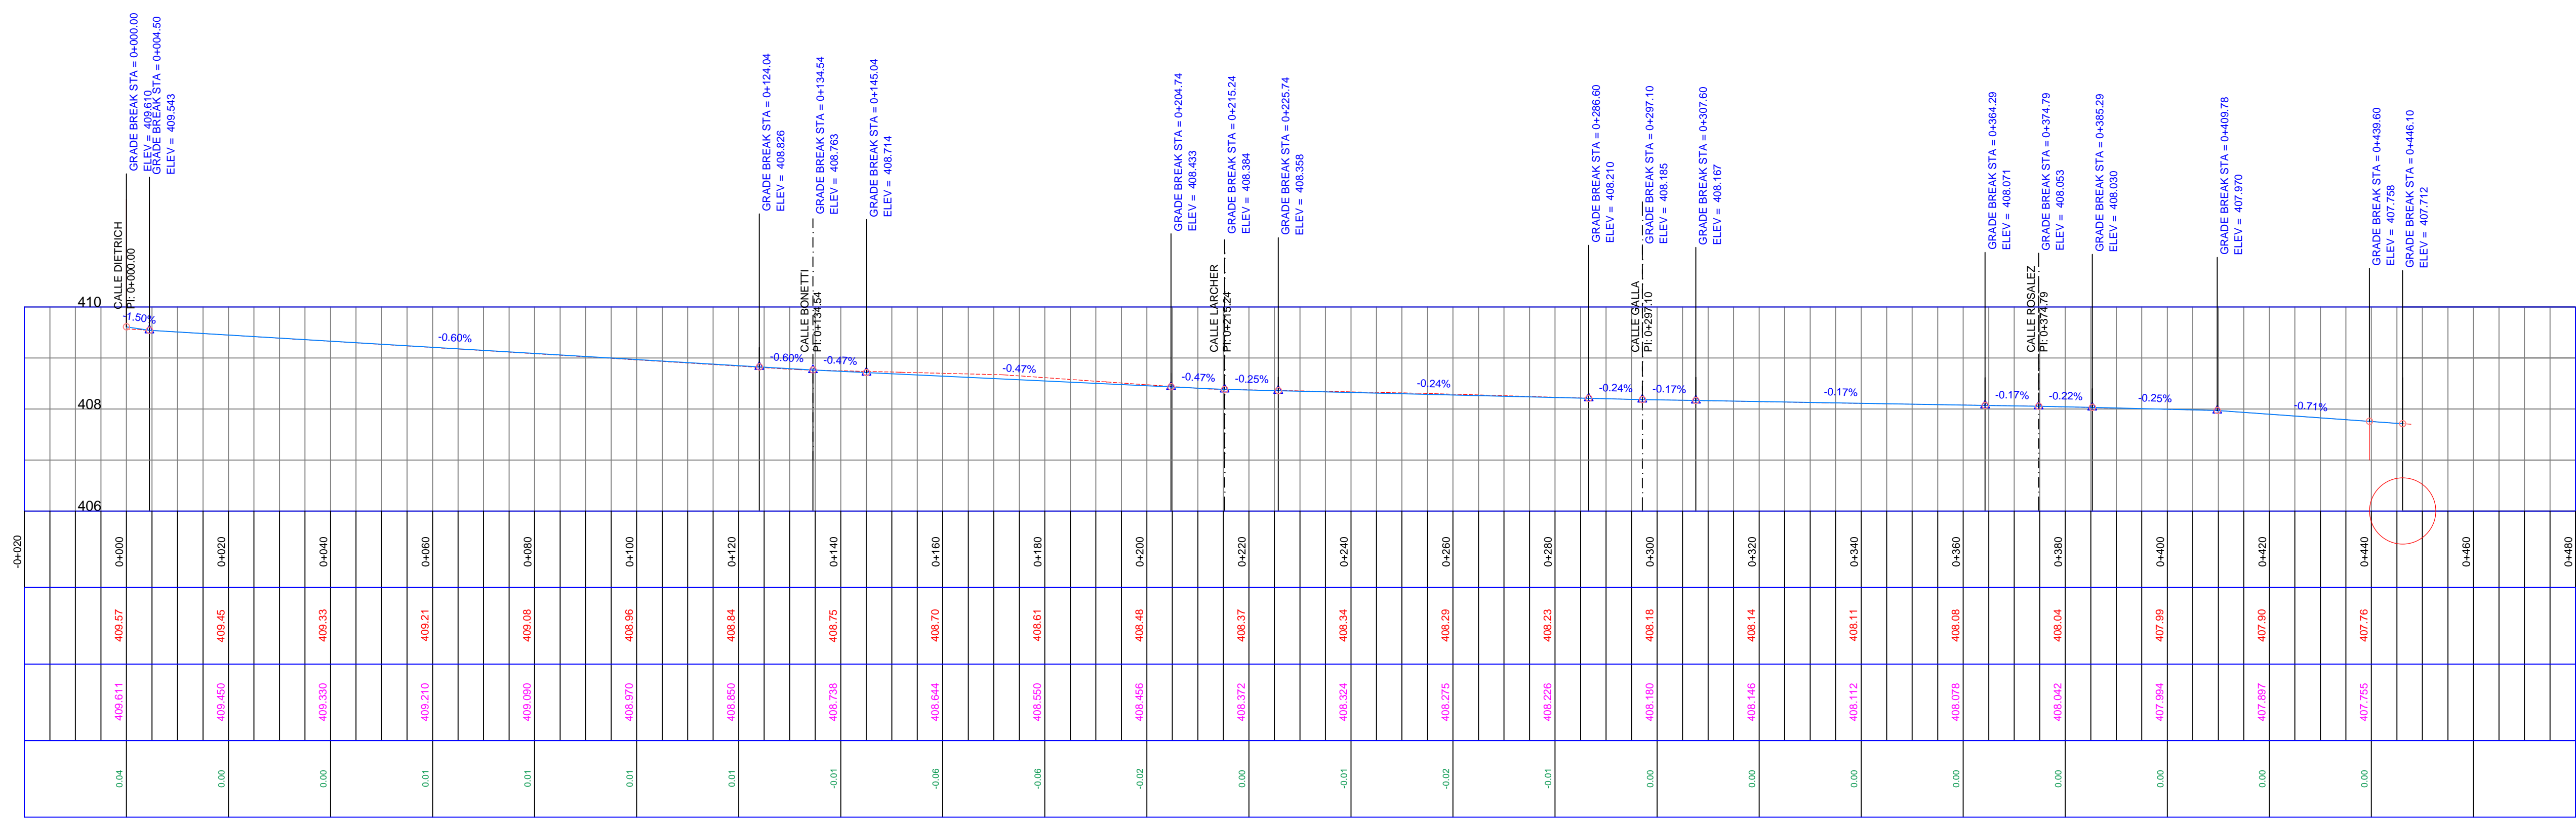 GRADE BREAK STA = 0+000.00
ELEV = 409.610
GRADE BREAK STA = 0+004.50
ELEV = 409.543
GRADE BREAK STA = 0+124.04
ELEV = 408.826
GRADE BREAK STA = 0+134.54
ELEV = 408.763
GRADE BREAK STA = 0+145.04
ELEV = 408.714
GRADE BREAK STA = 0+204.74
ELEV = 408.433
GRADE BREAK STA = 0+215.24
ELEV = 408.384
GRADE BREAK STA = 0+225.74
ELEV = 408.358
GRADE BREAK STA = 0+286.60
ELEV = 408.210
GRADE BREAK STA = 0+297.10
ELEV = 408.185
GRADE BREAK STA = 0+307.60
ELEV = 408.167
GRADE BREAK STA = 0+364.29
ELEV = 408.071
GRADE BREAK STA = 0+374.79
ELEV = 408.053
GRADE BREAK STA = 0+385.29
ELEV = 408.030
GRADE BREAK STA = 0+409.78
ELEV = 407.970
GRADE BREAK STA = 0+439.60
ELEV = 407.758
GRADE BREAK STA = 0+446.10
ELEV = 407.712
CALLE DIETRICH
PI: 0+000.00
CALLE BONETTI
PI: 0+134.54
CALLE LARCHER
PI: 0+215.24
CALLE GALLA
PI: 0+297.10
CALLE ROSALEZ
PI: 0+374.79
410
408
406
-1.50%
-0.60%
-0.60%
-0.47%
-0.47%
-0.47%
-0.25%
-0.24%
-0.24%
-0.17%
-0.17%
-0.17%
-0.22%
-0.25%
-0.71%
-0+020
0+000
0+020
0+040
0+060
0+080
0+100
0+120
0+140
0+160
0+180
0+200
0+220
0+240
0+260
0+280
0+300
0+320
0+340
0+360
0+380
0+400
0+420
0+440
0+460
0+480
409.57
409.45
409.33
409.21
409.08
408.96
408.84
408.75
408.70
408.61
408.48
408.37
408.34
408.29
408.23
408.18
408.14
408.11
408.08
408.04
407.99
407.90
407.76
409.611
409.450
409.330
409.210
409.090
408.970
408.850
408.738
408.644
408.550
408.456
408.372
408.324
408.275
408.226
408.180
408.146
408.112
408.078
408.042
407.994
407.897
407.755
0.04
0.00
0.00
0.01
0.01
0.01
0.01
-0.01
-0.06
-0.06
-0.02
0.00
-0.01
-0.02
-0.01
0.00
0.00
0.00
0.00
0.00
0.00
0.00
0.00